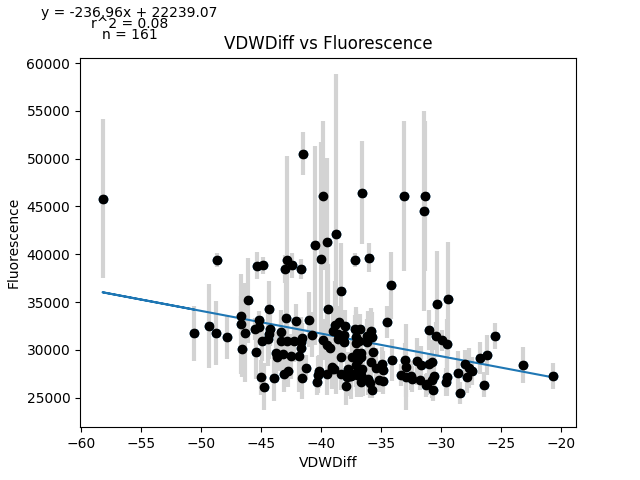 y = -236.96x + 22239.07
r^2 = 0.08
n = 161
VDWDiff vs Fluorescence
60000
55000
50000
45000
40000
35000
30000
25000
Fluorescence
−60 −55 −50 −45 −40 −35 −30 −25 −20
VDWDiff